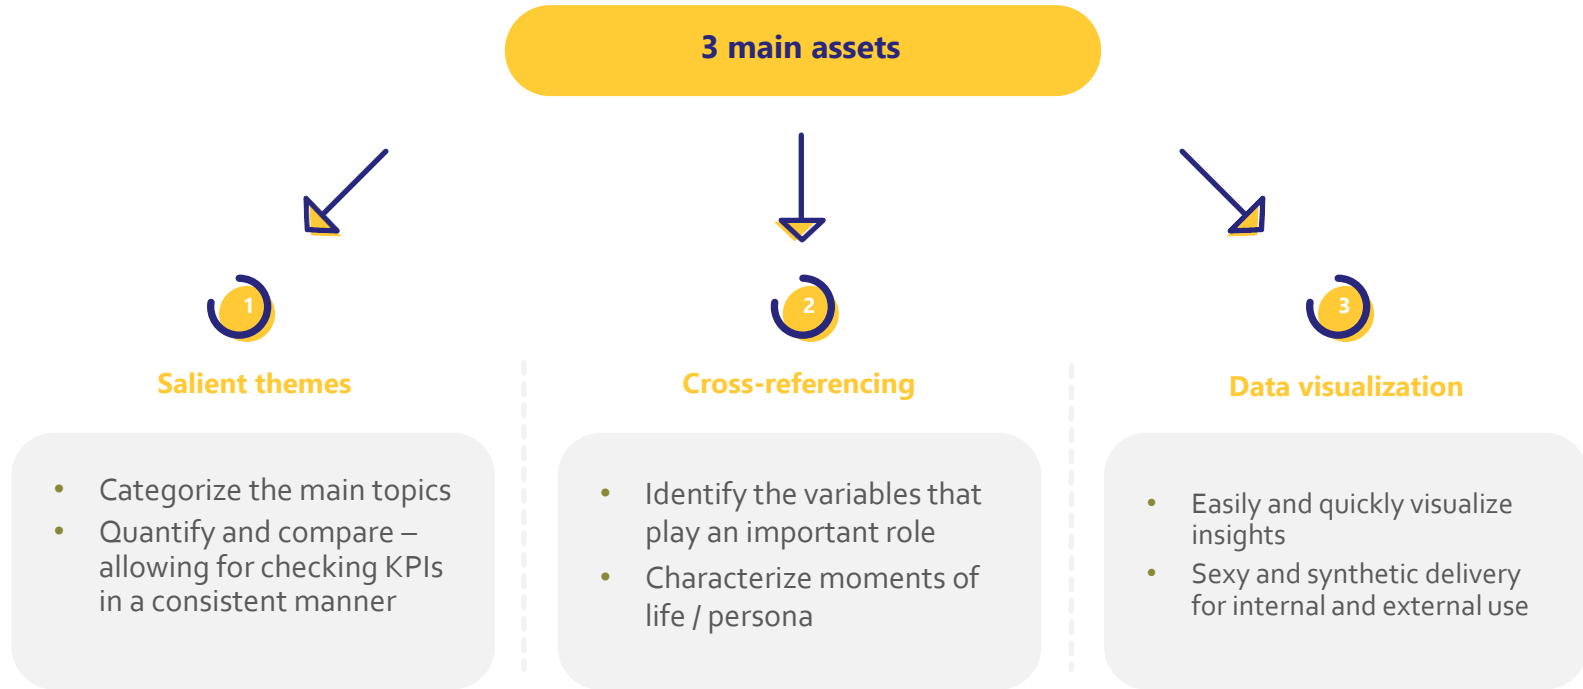 3 main assets
1
Salient themes
• Categorize the main topics
• Quantify and compare –
allowing for checking KPIs
in a consistent manner
2
Cross-referencing
• Identify the variables that
play an important role
• Characterize moments of
life / persona
3
Data visualization
• Easily and quickly visualize
insights
• Sexy and synthetic delivery
for internal and external use